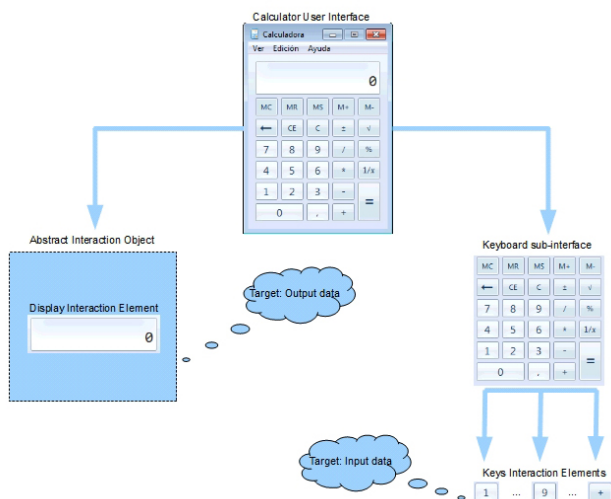 Calculator User Interface
Calculadora
Ver Edición Ayuda
0
MC MR MS M+ M-
← CE C ± √
7 8 9 / %
4 5 6 * 1/x
1 2 3 - =
0 . +
Abstract Interaction Object
Display Interaction Element
0
Target: Output data
Keyboard sub-interface
MC MR MS M+ M-
← CE C ± √
7 8 9 / %
4 5 6 * 1/x
1 2 3 - =
0 . +
Target: Input data
Keys Interaction Elements
1 ... 9 ... +